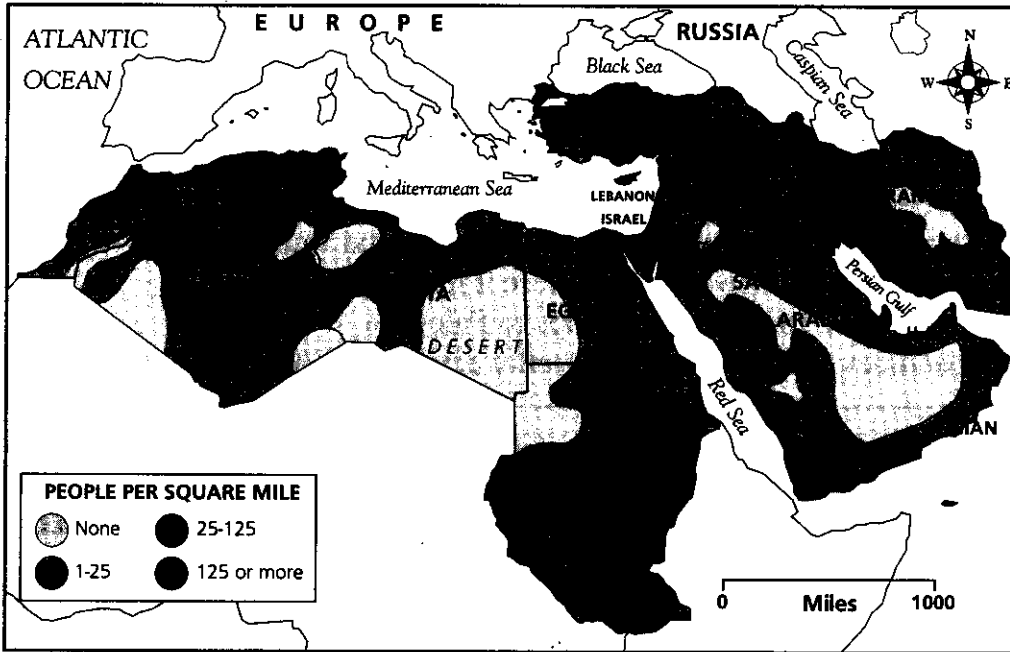 EUROPE
ATLANTIC
OCEAN
RUSSIA
Black Sea
Caspian Sea
N
W E
S
Mediterranean Sea
LEBANON
ISRAEL
Persian Gulf
DESERT
Red Sea
PEOPLE PER SQUARE MILE
None
25-125
1-25
125 or more
0 Miles 1000